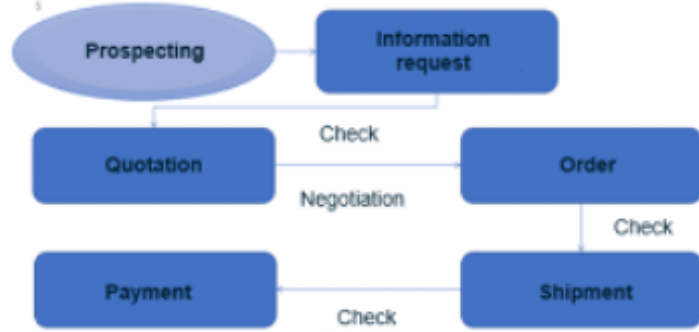 Prospecting
Information
request
Check
Quotation
Order
Negotiation
Check
Payment
Shipment
Check